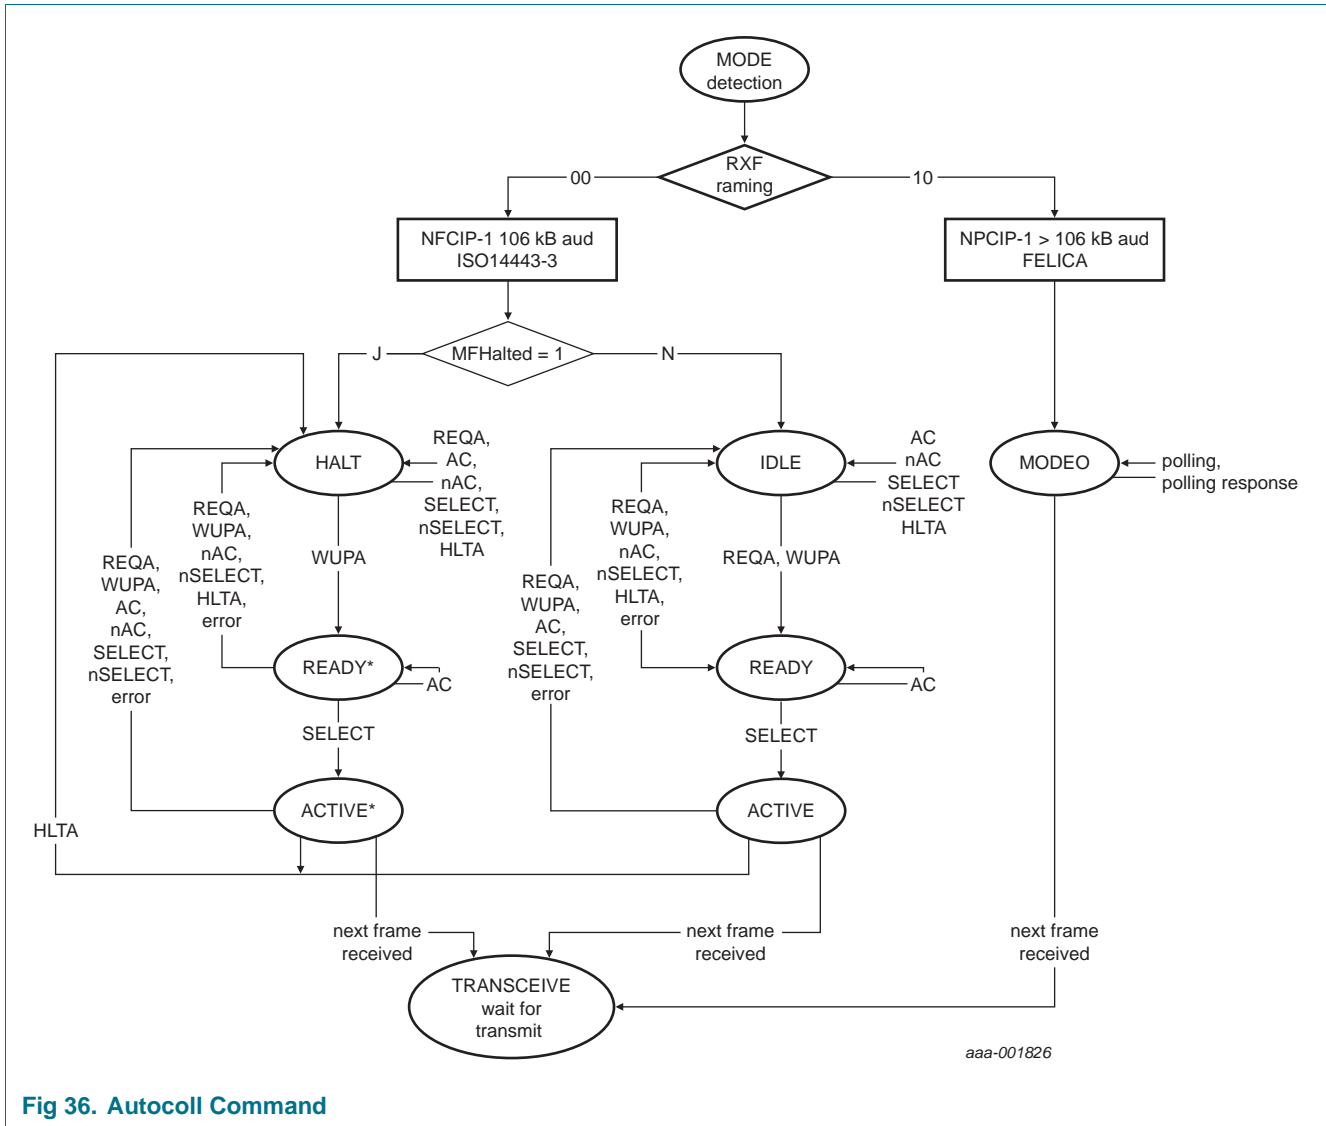 MODE
detection
RXF
raming
00
10
NFCIP-1 106 kB aud
ISO14443-3
NPCIP-1 > 106 kB aud
FELICA
J
MFHalted = 1
N
HALT
REQA,
AC,
nAC,
SELECT,
nSELECT,
HLTA
IDLE
AC
nAC
SELECT
nSELECT
HLTA
MODEO
polling,
polling response
REQA,
WUPA,
AC,
nAC,
SELECT,
nSELECT,
error
REQA,
WUPA,
nAC,
nSELECT,
HLTA,
error
WUPA
REQA,
WUPA,
AC,
SELECT,
nSELECT,
error
REQA,
WUPA,
nAC,
nSELECT,
HLTA,
error
REQA, WUPA
READY*
AC
READY
AC
SELECT
SELECT
ACTIVE*
ACTIVE
HLTA
next frame
received
next frame
received
next frame
received
TRANSCEIVE
wait for
transmit
aaa-001826
Fig 36. Autocoll Command